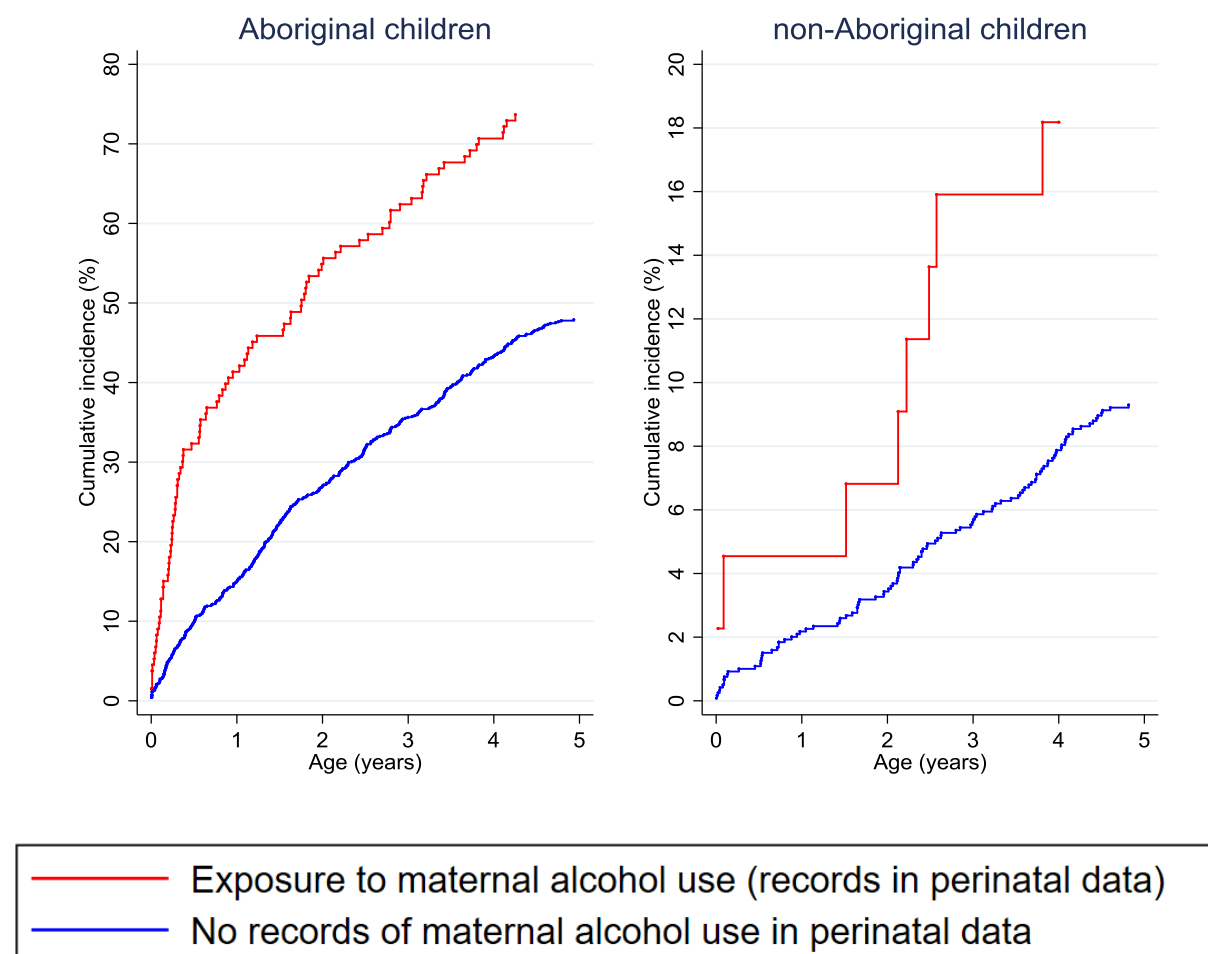 Aboriginal children
non-Aboriginal children
Cumulative incidence (%)
0 10 20 30 40 50 60 70 80
0 1 2 3 4 5
Age (years)
Cumulative incidence (%)
0 2 4 6 8 10 12 14 16 18 20
0 1 2 3 4 5
Age (years)
Exposure to maternal alcohol use (records in perinatal data)
No records of maternal alcohol use in perinatal data